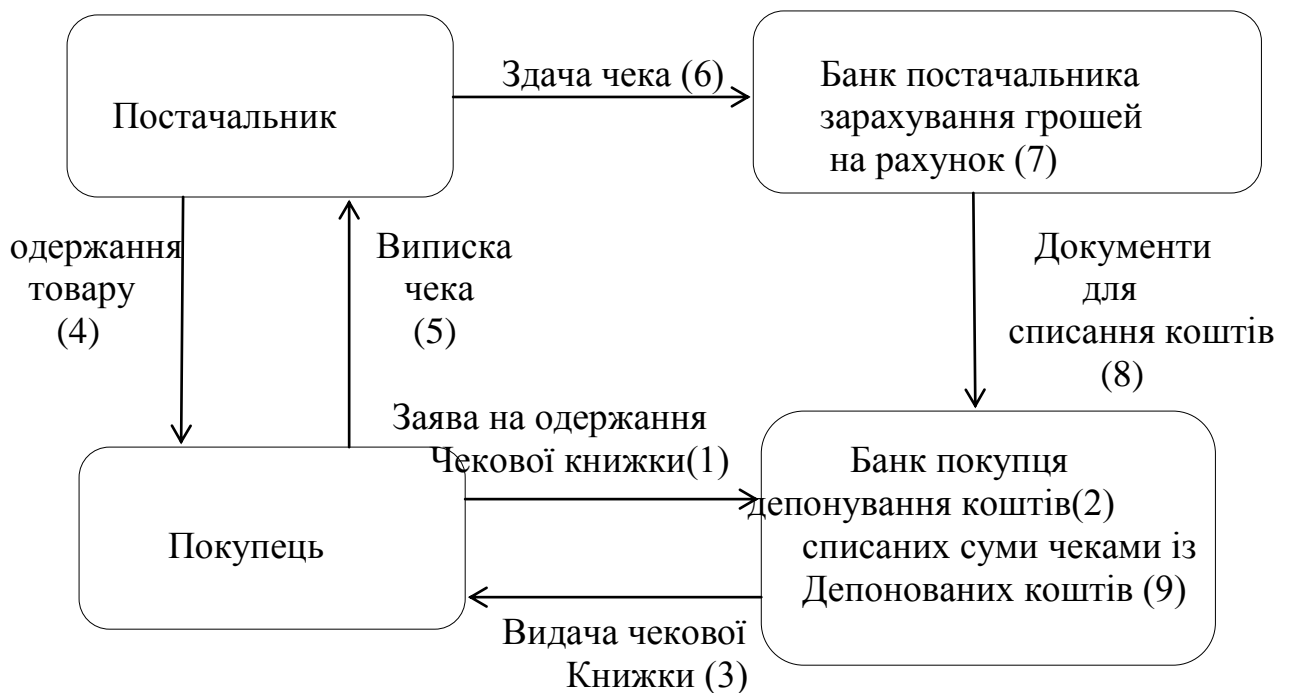 Постачальник
Здача чека (6)
Банк постачальника
зарахування грошей
на рахунок (7)
одержання
товару
(4)
Виписка
чека
(5)
Документи
для
списання коштів
(8)
Заява на одержання
Чекової книжки(1)
Покупець
Банк покупця
депонування коштів(2)
списаних суми чеками із
Депонованих коштів (9)
Видача чекової
Книжки (3)